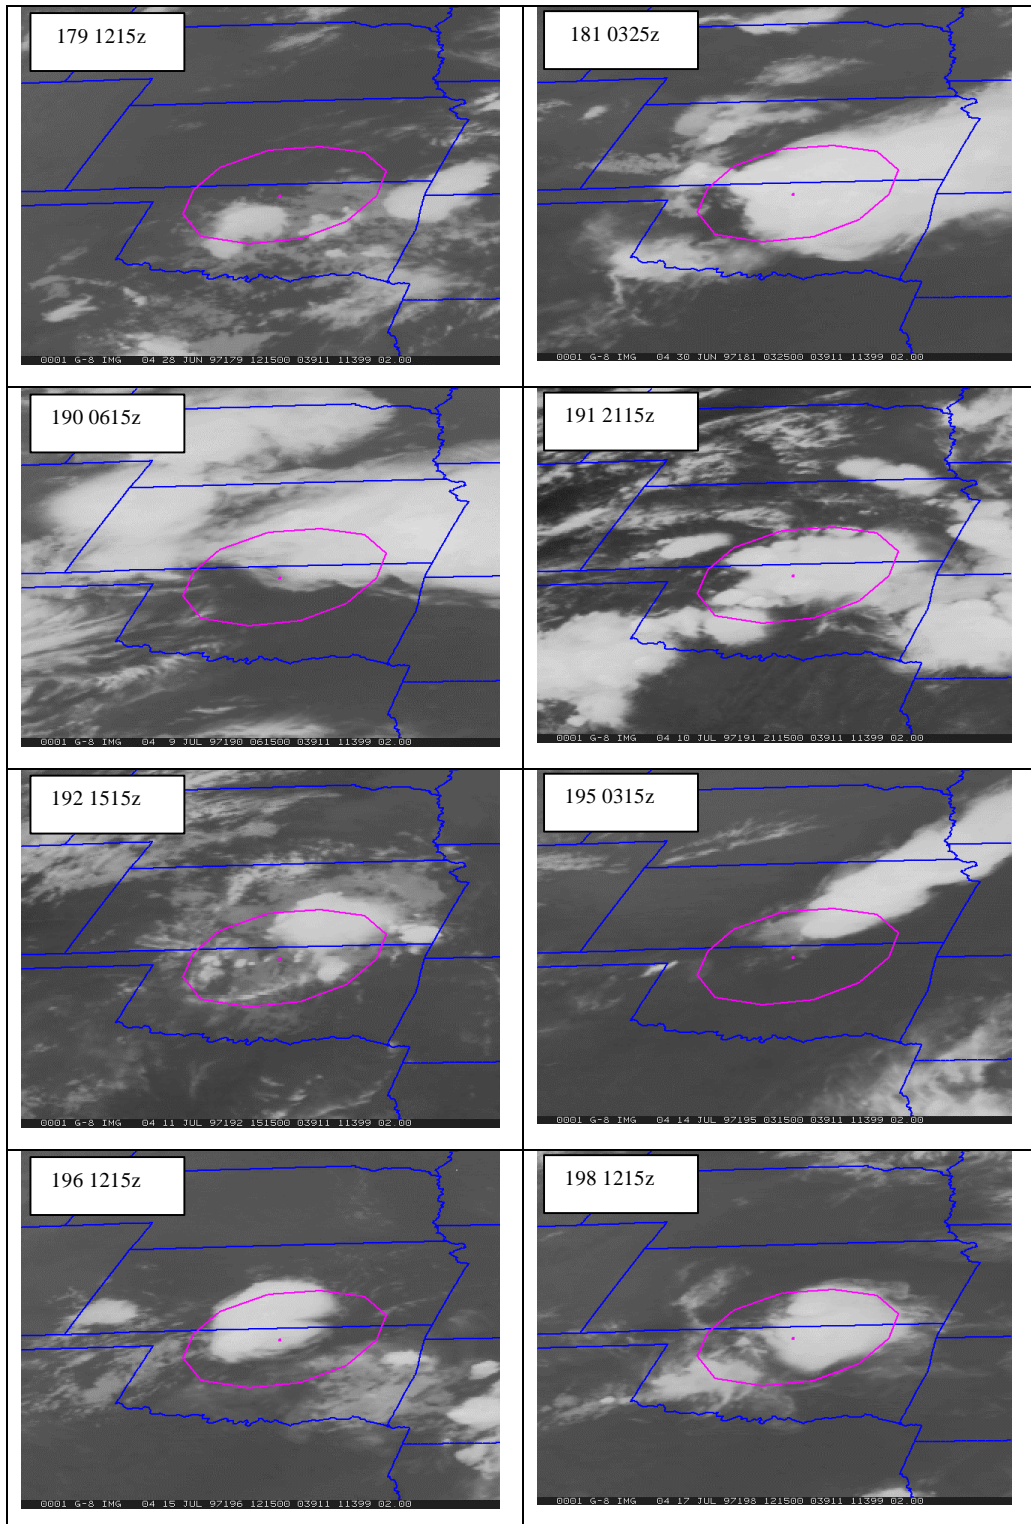 179 1215z
181 0325z
0001 G-8 IMG 04 28 JUN 97179 121500 03911 11399 02.00
0001 G-8 IMG 04 30 JUN 97181 032500 03911 11399 02.00
190 0615z
191 2115z
0001 G-8 IMG 04 9 JUL 97190 061500 03911 11399 02.00
0001 G-8 IMG 04 10 JUL 97191 211500 03911 11399 02.00
192 1515z
195 0315z
0001 G-8 IMG 04 11 JUL 97192 151500 03911 11399 02.00
0001 G-8 IMG 04 14 JUL 97195 031500 03911 11399 02.00
196 1215z
198 1215z
0001 G-8 IMG 04 15 JUL 97196 121500 03911 11399 02.00
0001 G-8 IMG 04 17 JUL 97198 121500 03911 11399 02.00